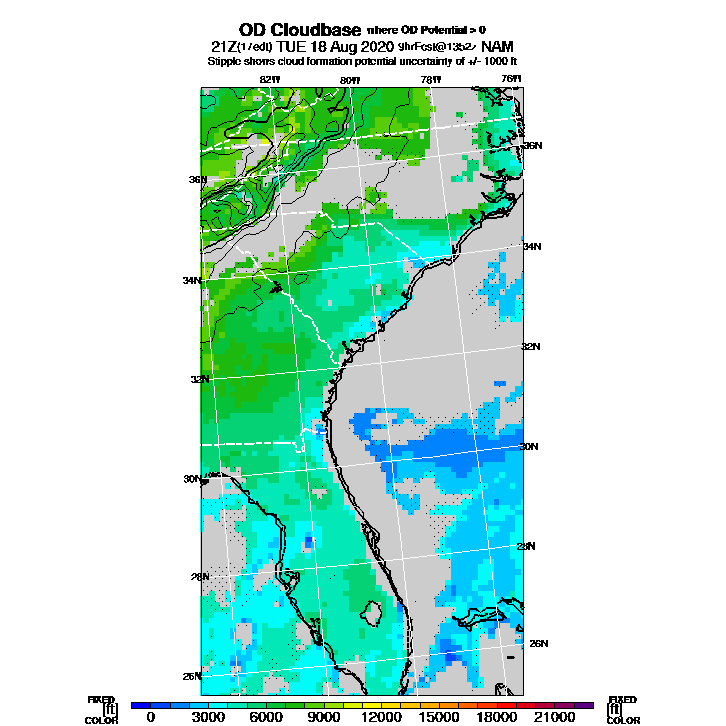 OD Cloudbase where OD Potential > 0
21Z(17edt) TUE 18 Aug 2020 9hrFcst@1352z NAM
Stipple shows cloud formation potential uncertainty of +/- 1000 ft
82W 80W 78W 76W
36N
36N
34N
34N
32N
32N
30N
30N
28N
28N
26N
26N
FIXED FIXED
[ft] [ft]
COLOR COLOR
0 3000 6000 9000 12000 15000 18000 21000